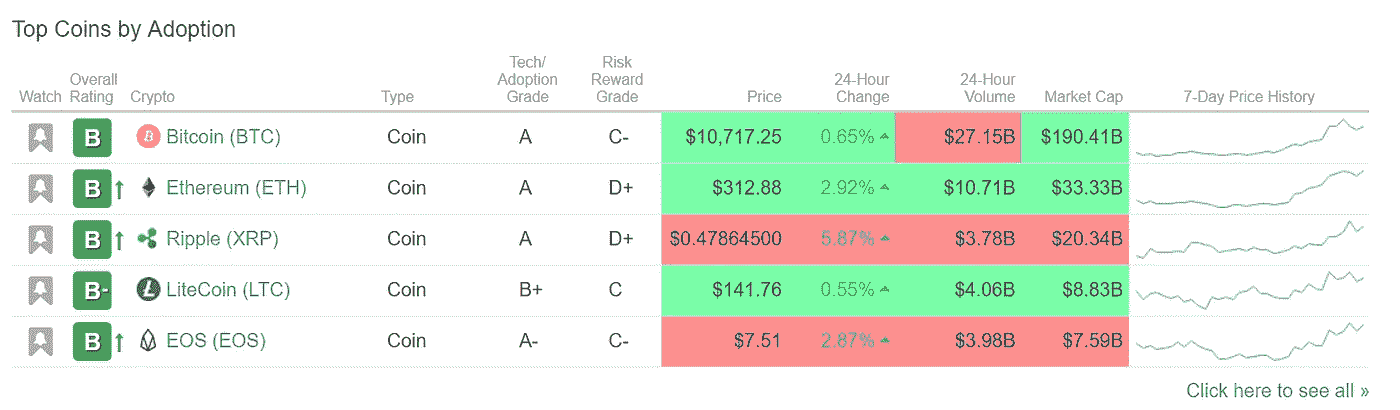 Top Coins by Adoption
Watch Overall Rating Crypto Type Tech/ Adoption Grade Risk Reward Grade Price 24-Hour Change 24-Hour Volume Market Cap 7-Day Price History
B Bitcoin (BTC) Coin A C- $10,717.25 0.65% $27.15B $190.41B
B Ethereum (ETH) Coin A D+ $312.88 2.92% $10.71B $33.33B
B Ripple (XRP) Coin A D+ $0.47864500 5.87% $3.78B $20.34B
B- LiteCoin (LTC) Coin B+ C $141.76 0.55% $4.06B $8.83B
B EOS (EOS) Coin A- C- $7.51 2.87% $3.98B $7.59B
Click here to see all »